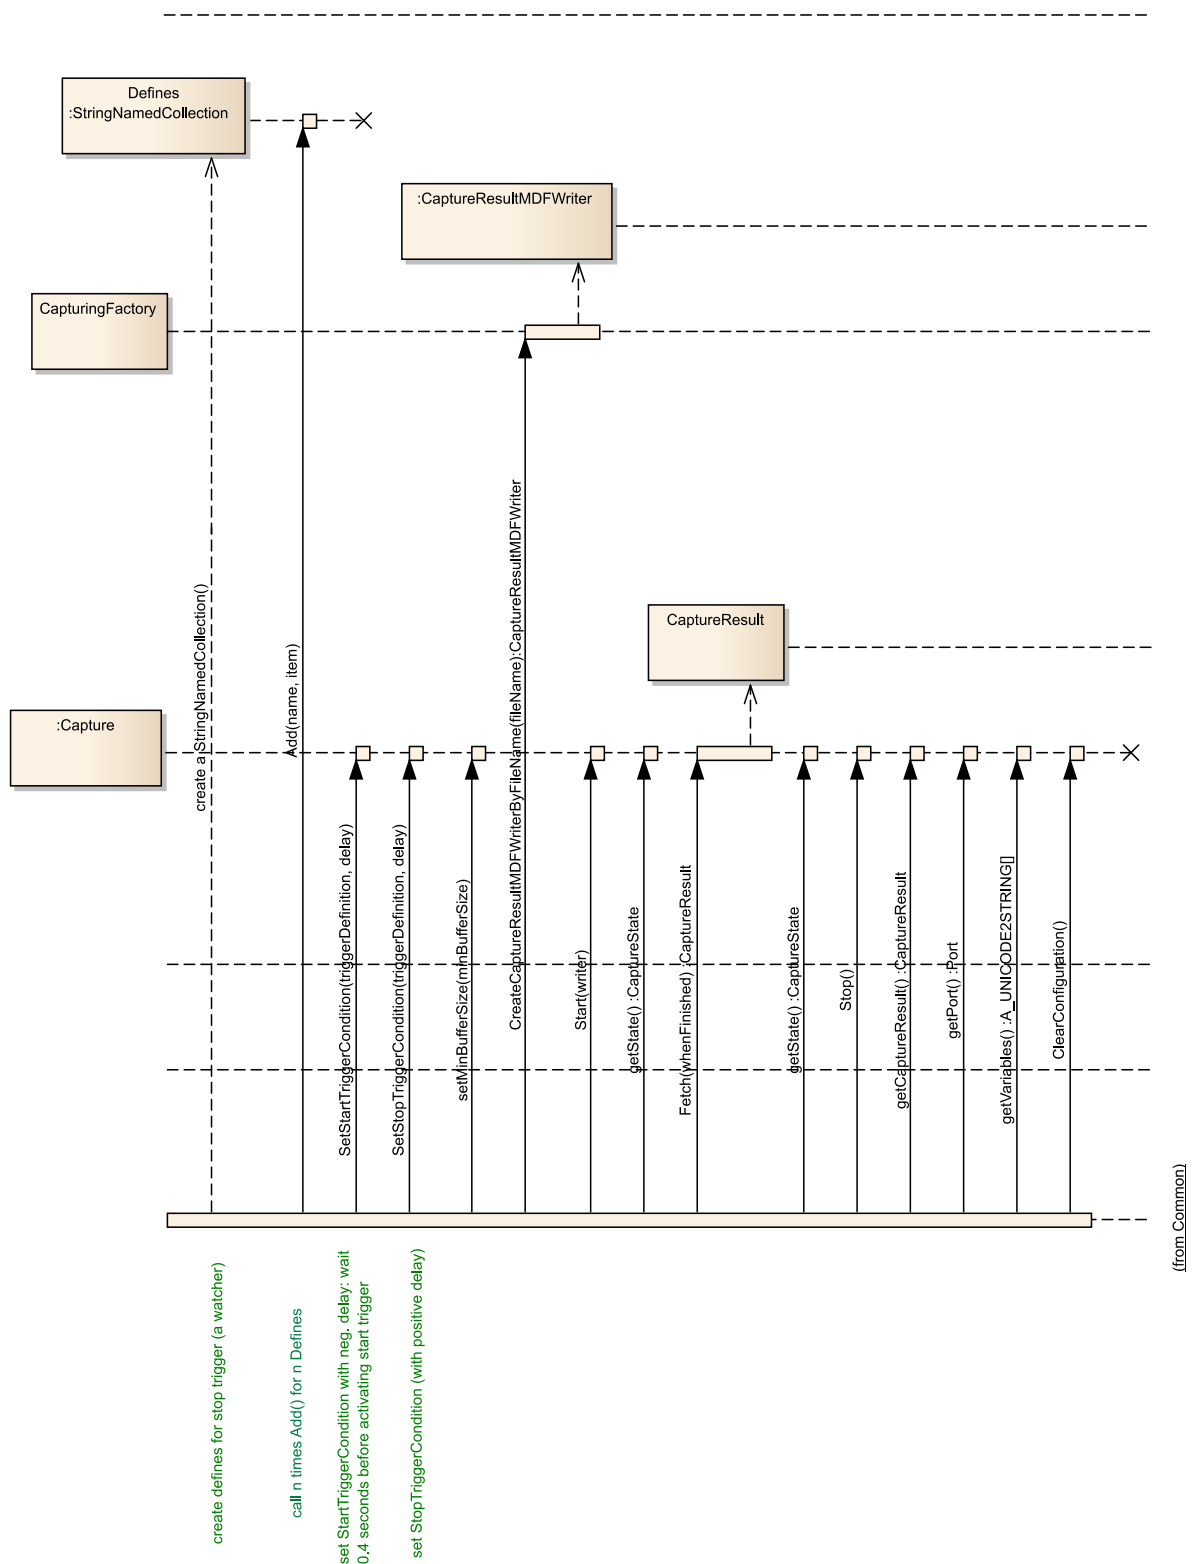 Defines
:StringNamedCollection
:CaptureResultMDFWriter
CapturingFactory
CaptureResult
:Capture
create aStringNamedCollection()
Add(name, item)
SetStartTriggerCondition(triggerDefinition, delay)
SetStopTriggerCondition(triggerDefinition, delay)
setMinBufferSize(minBufferSize)
CreateCaptureResultMDFWriterByFileName(fileName):CaptureResultMDFWriter
Start(writer)
getState() :CaptureState
Fetch(whenFinished) :CaptureResult
getState() :CaptureState
Stop()
getCaptureResult() :CaptureResult
getPort() :Port
getVariables() :A_UNICODE2STRING[]
ClearConfiguration()
(from Common)
create defines for stop trigger (a watcher)
call n times Add() for n Defines
set StartTriggerCondition with neg. delay: wait
0.4 seconds before activating start trigger
set StopTriggerCondition (with positive delay)